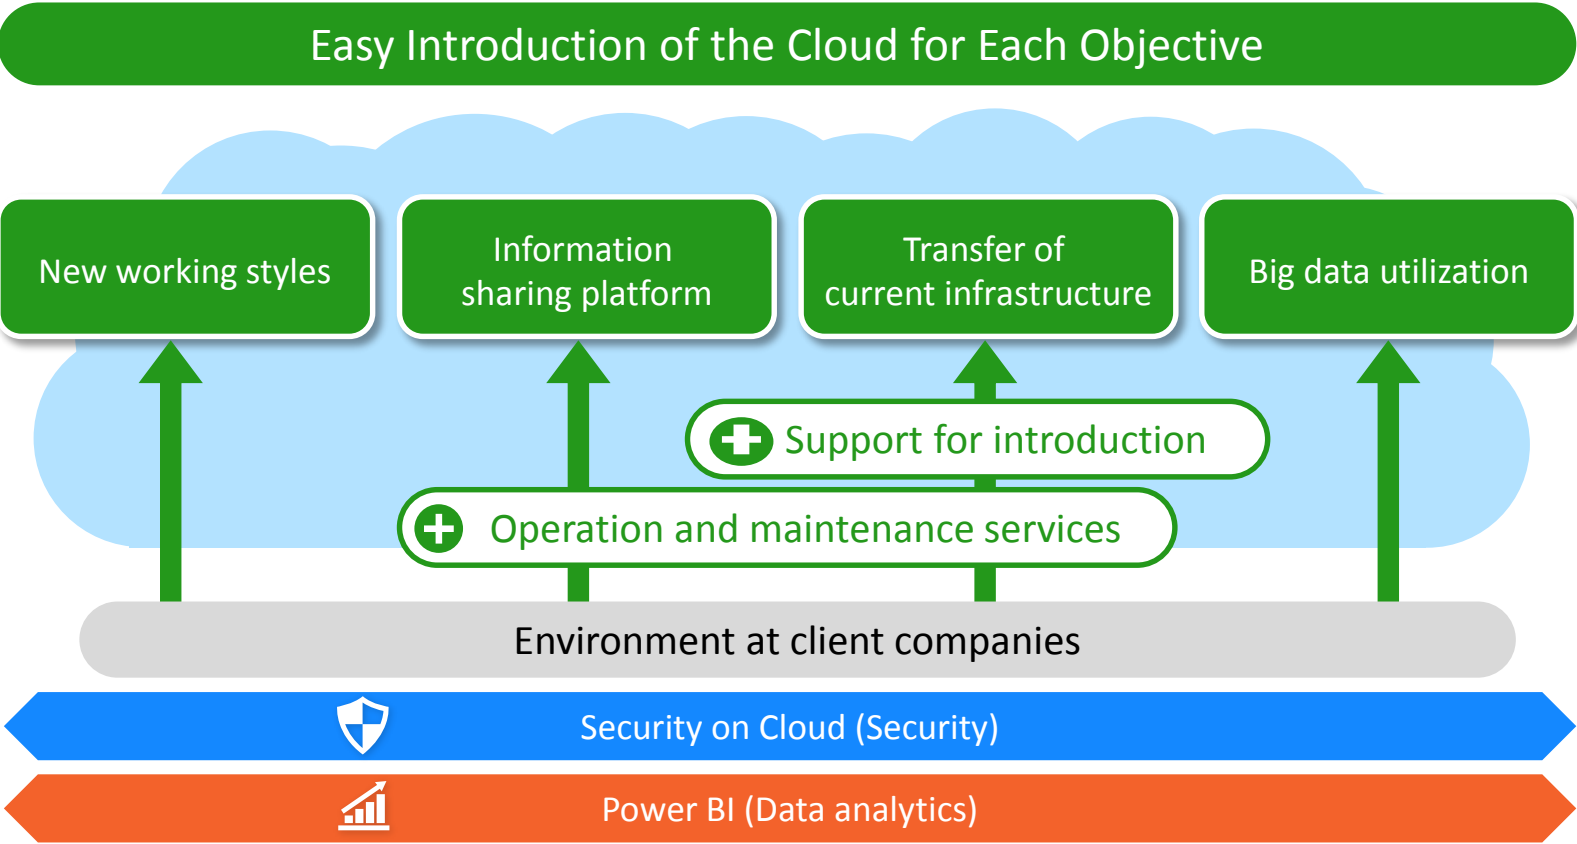 Easy Introduction of the Cloud for Each Objective
New working styles
Information
sharing platform
Transfer of
current infrastructure
Big data utilization
Support for introduction
Operation and maintenance services
Environment at client companies
Security on Cloud (Security)
Power BI (Data analytics)